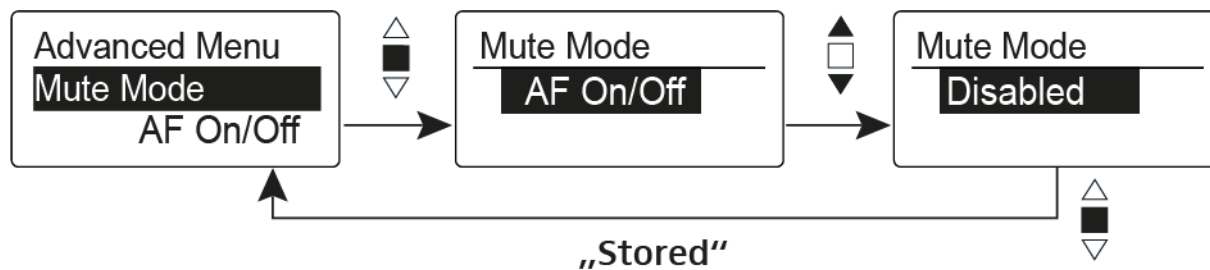 Advanced Menu
Mute Mode
AF On/Off
Mute Mode
AF On/Off
Mute Mode
Disabled
„Stored“